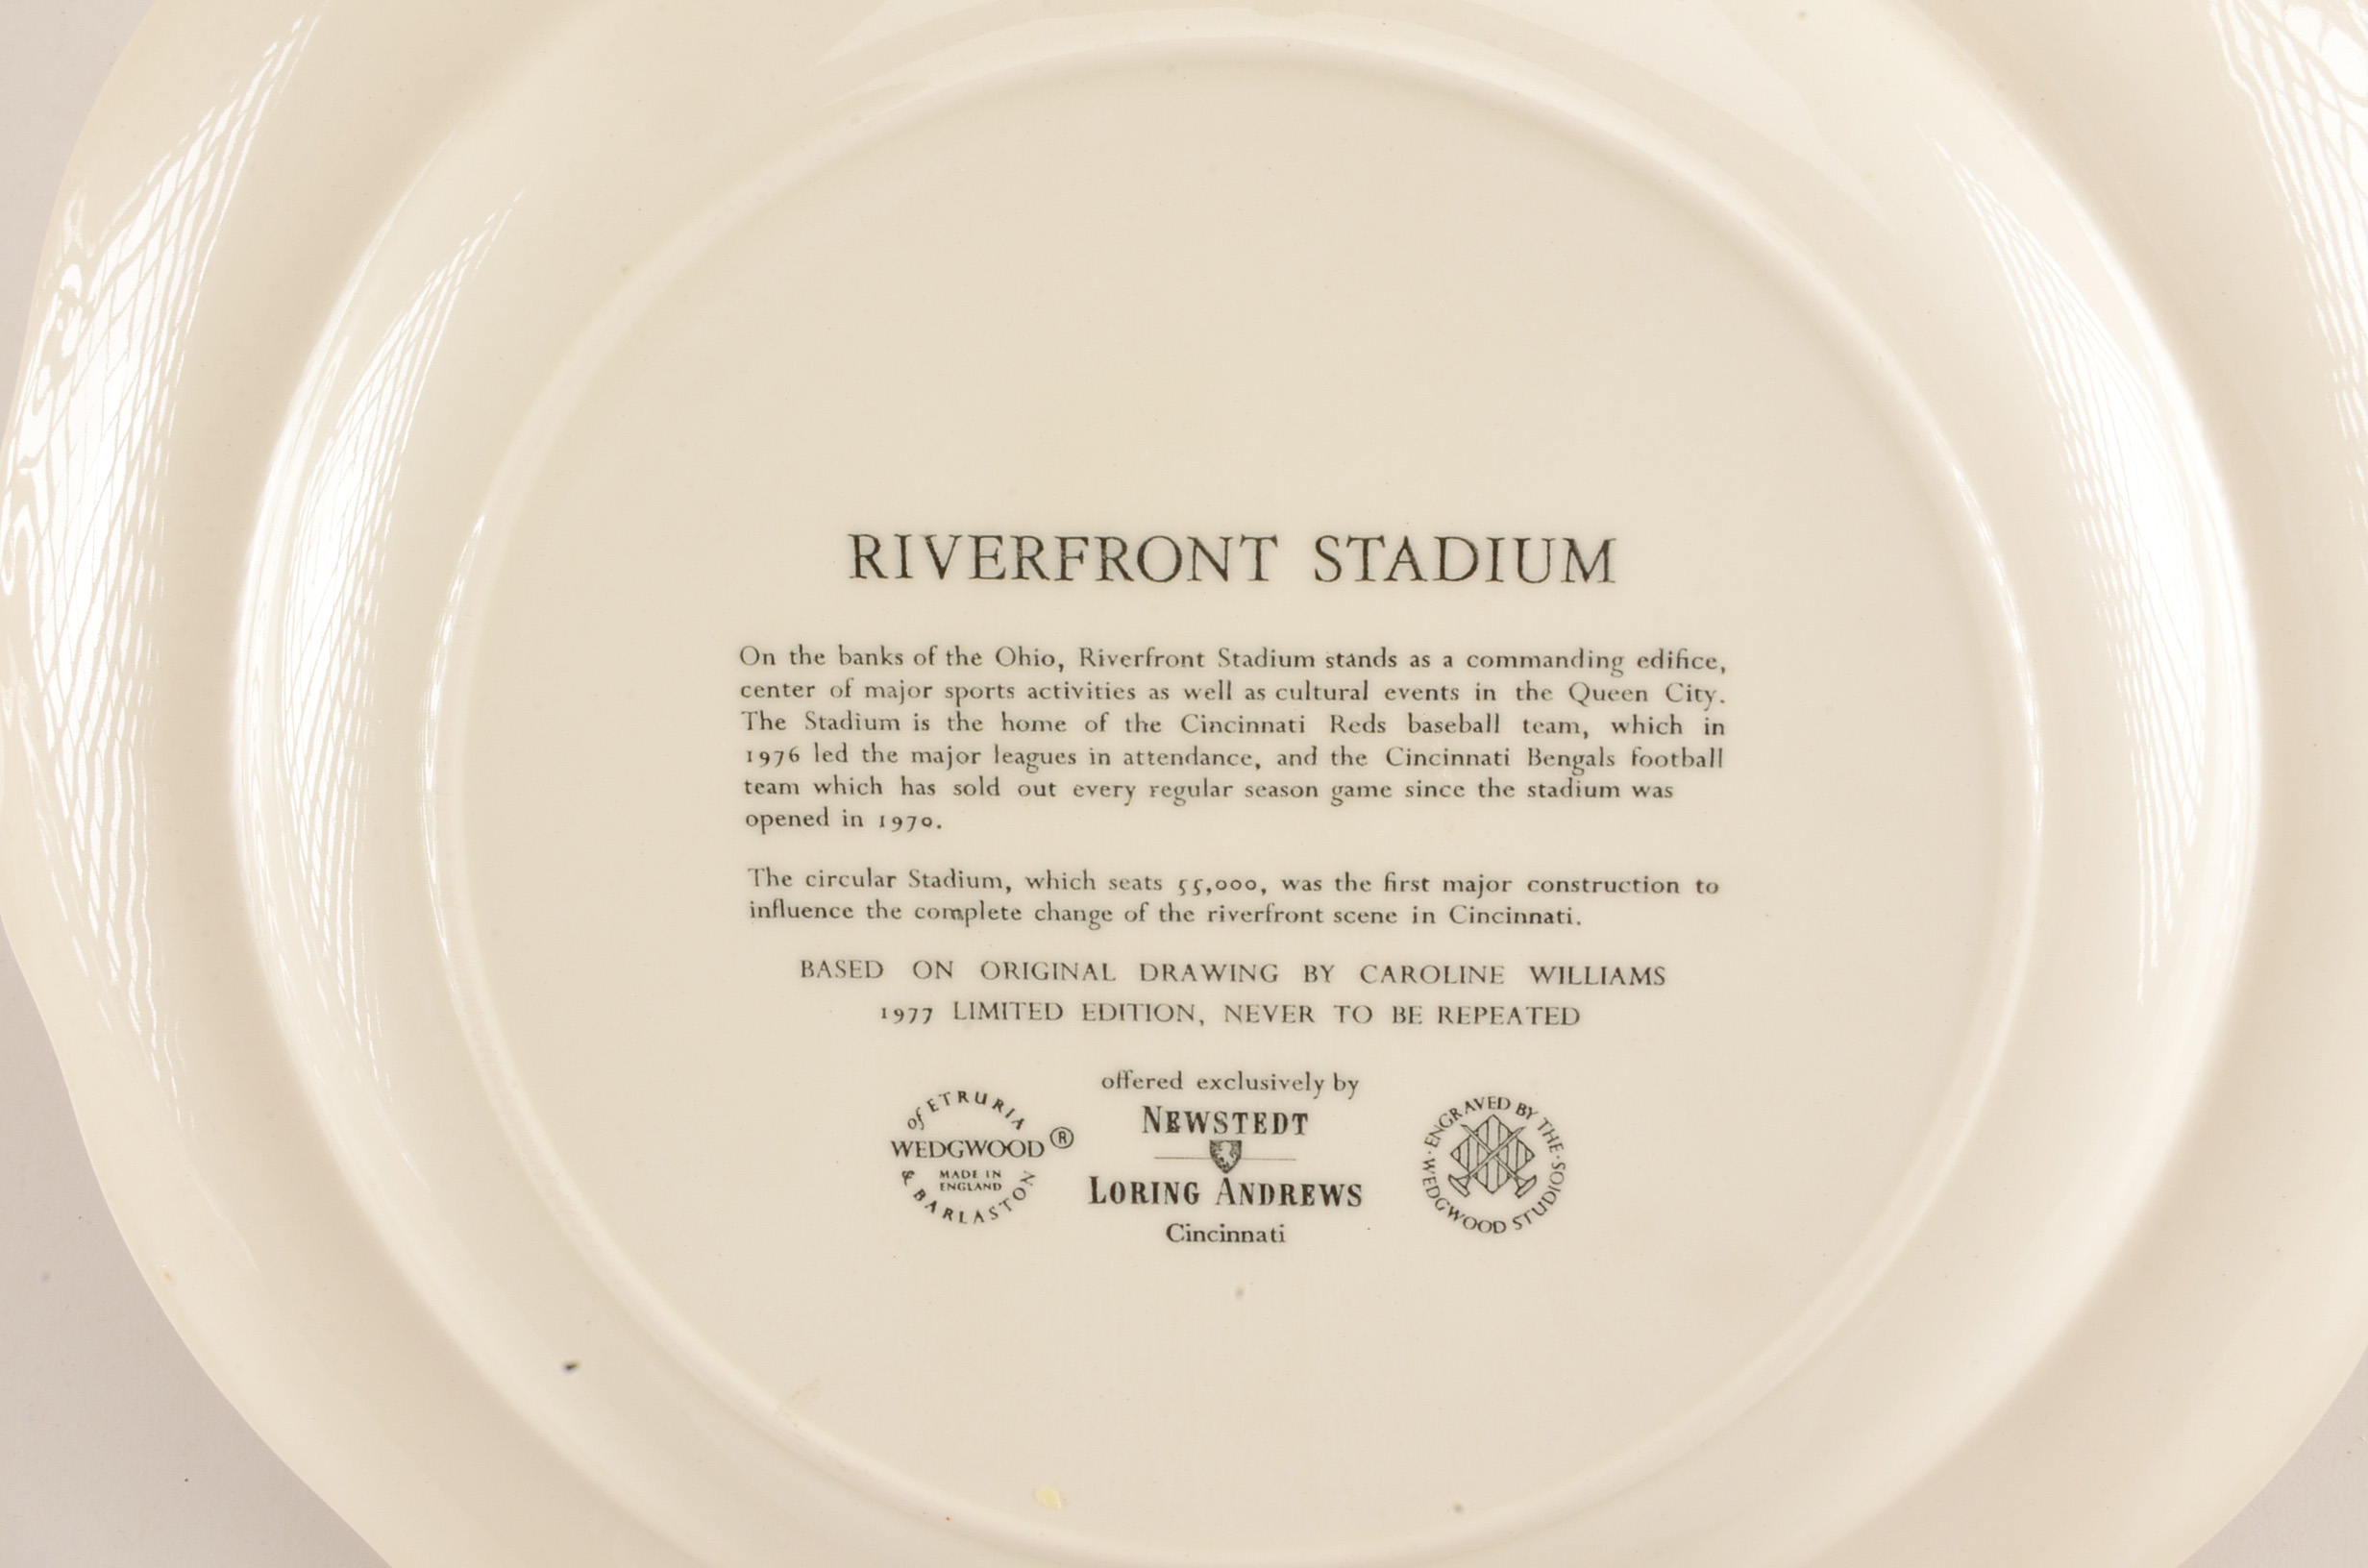 RIVERFRONT STADIUM
On the banks of the Ohio, Riverfront Stadium stands as a commanding edifice,
center of major sports activities as well as cultural events in the Queen City.
The Stadium is the home of the Cincinnati Reds baseball team, which in
1976 led the major leagues in attendance, and the Cincinnati Bengals football
team which has sold out every regular season game since the stadium was
opened in 1970.
The circular Stadium, which seats 55,000, was the first major construction to
influence the complete change of the riverfront scene in Cincinnati.
BASED ON ORIGINAL DRAWING BY CAROLINE WILLIAMS
1977 LIMITED EDITION, NEVER TO BE REPEATED
of ETRURIA
WEDGWOOD ®
MADE IN
ENGLAND
& BARLASTON
offered exclusively by
NEWSTEDT
LORING ANDREWS
Cincinnati
ENGRAVED BY THE · WEDGWOOD STUDIOS ·